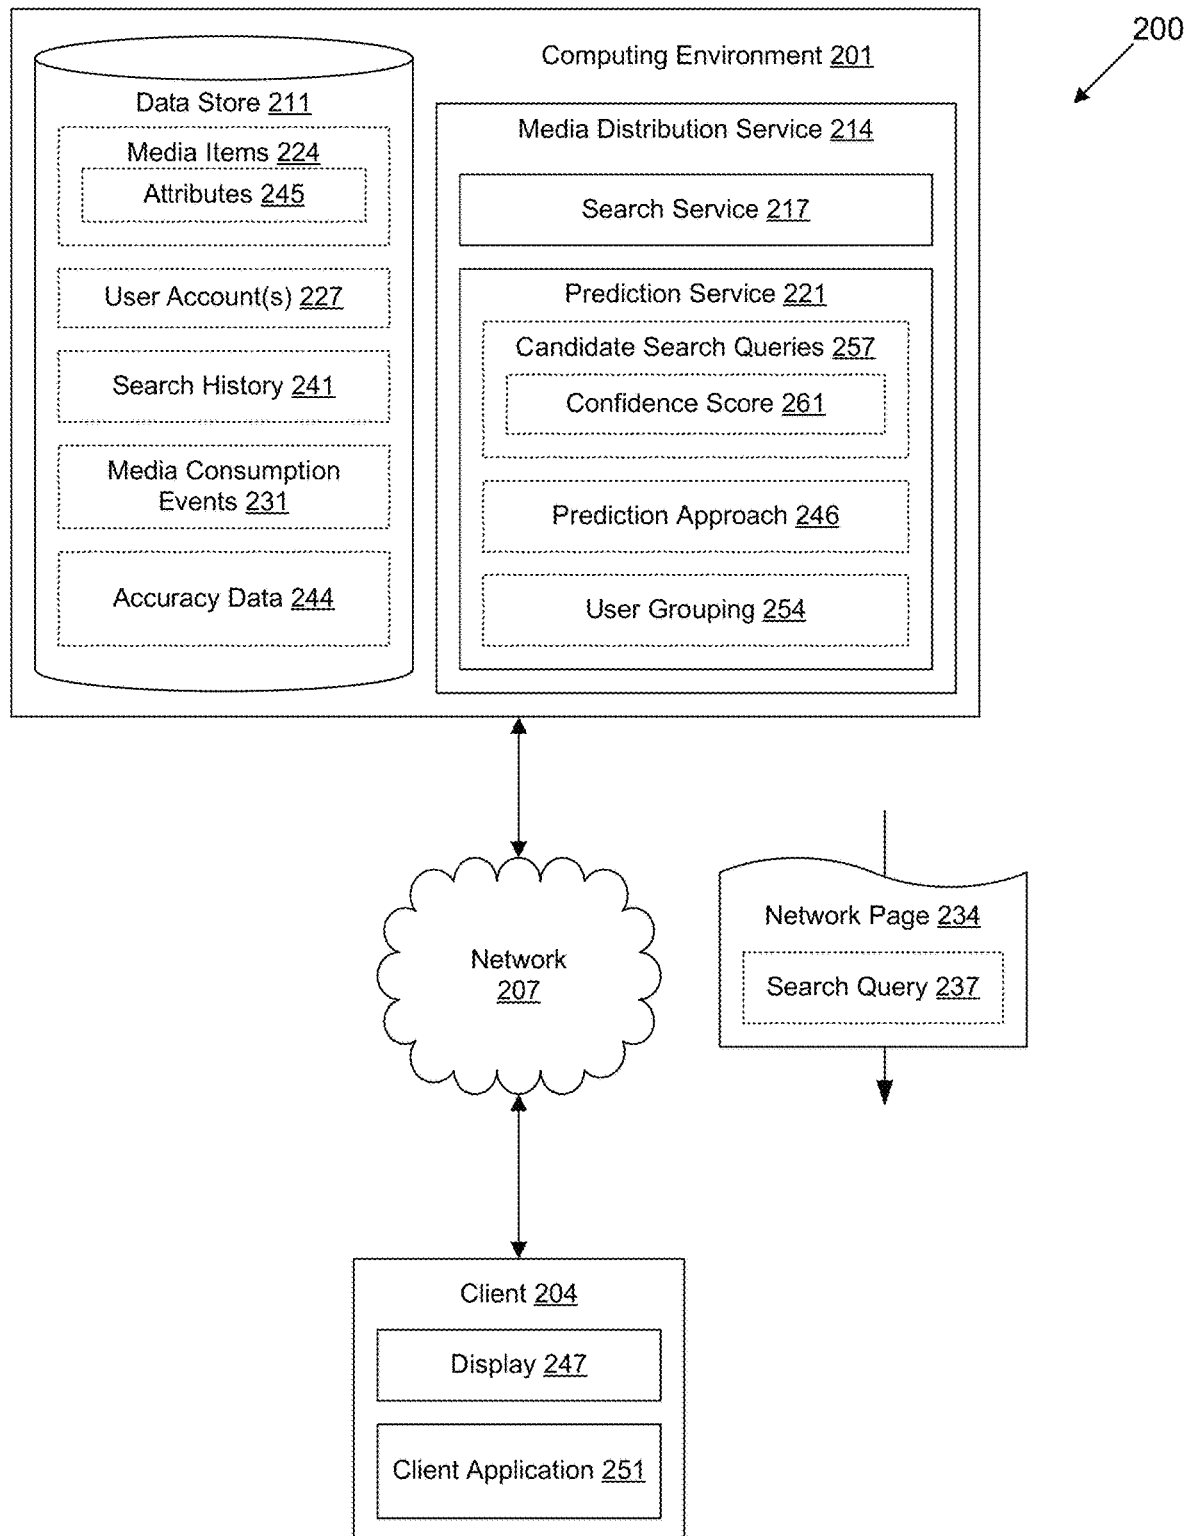 200
Computing Environment 201
Data Store 211
Media Items 224
Attributes 245
User Account(s) 227
Search History 241
Media Consumption
Events 231
Accuracy Data 244
Media Distribution Service 214
Search Service 217
Prediction Service 221
Candidate Search Queries 257
Confidence Score 261
Prediction Approach 246
User Grouping 254
Network
207
Network Page 234
Search Query 237
Client 204
Display 247
Client Application 251